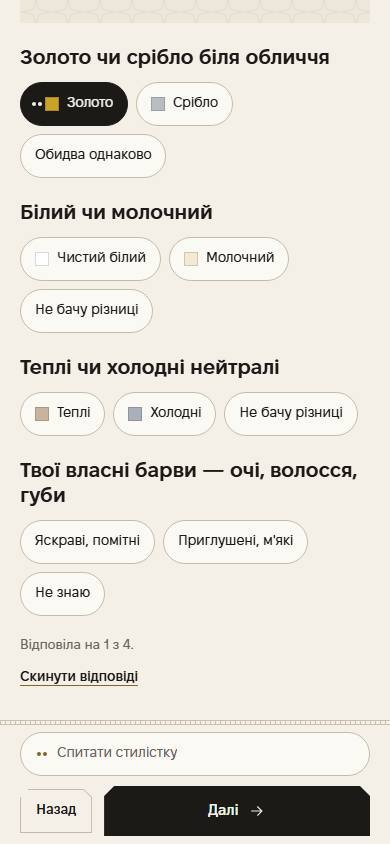 Золото чи срібло біля обличчя
Золото
Срібло
Обидва однаково
Білий чи молочний
Чистий білий
Молочний
Не бачу різниці
Теплі чи холодні нейтралі
Теплі
Холодні
Не бачу різниці
Твої власні барви — очі, волосся,
губи
Яскраві, помітні
Приглушені, м'які
Не знаю
Відповіла на 1 з 4.
Скинути відповіді
Спитати стилістку
Назад
Далі →